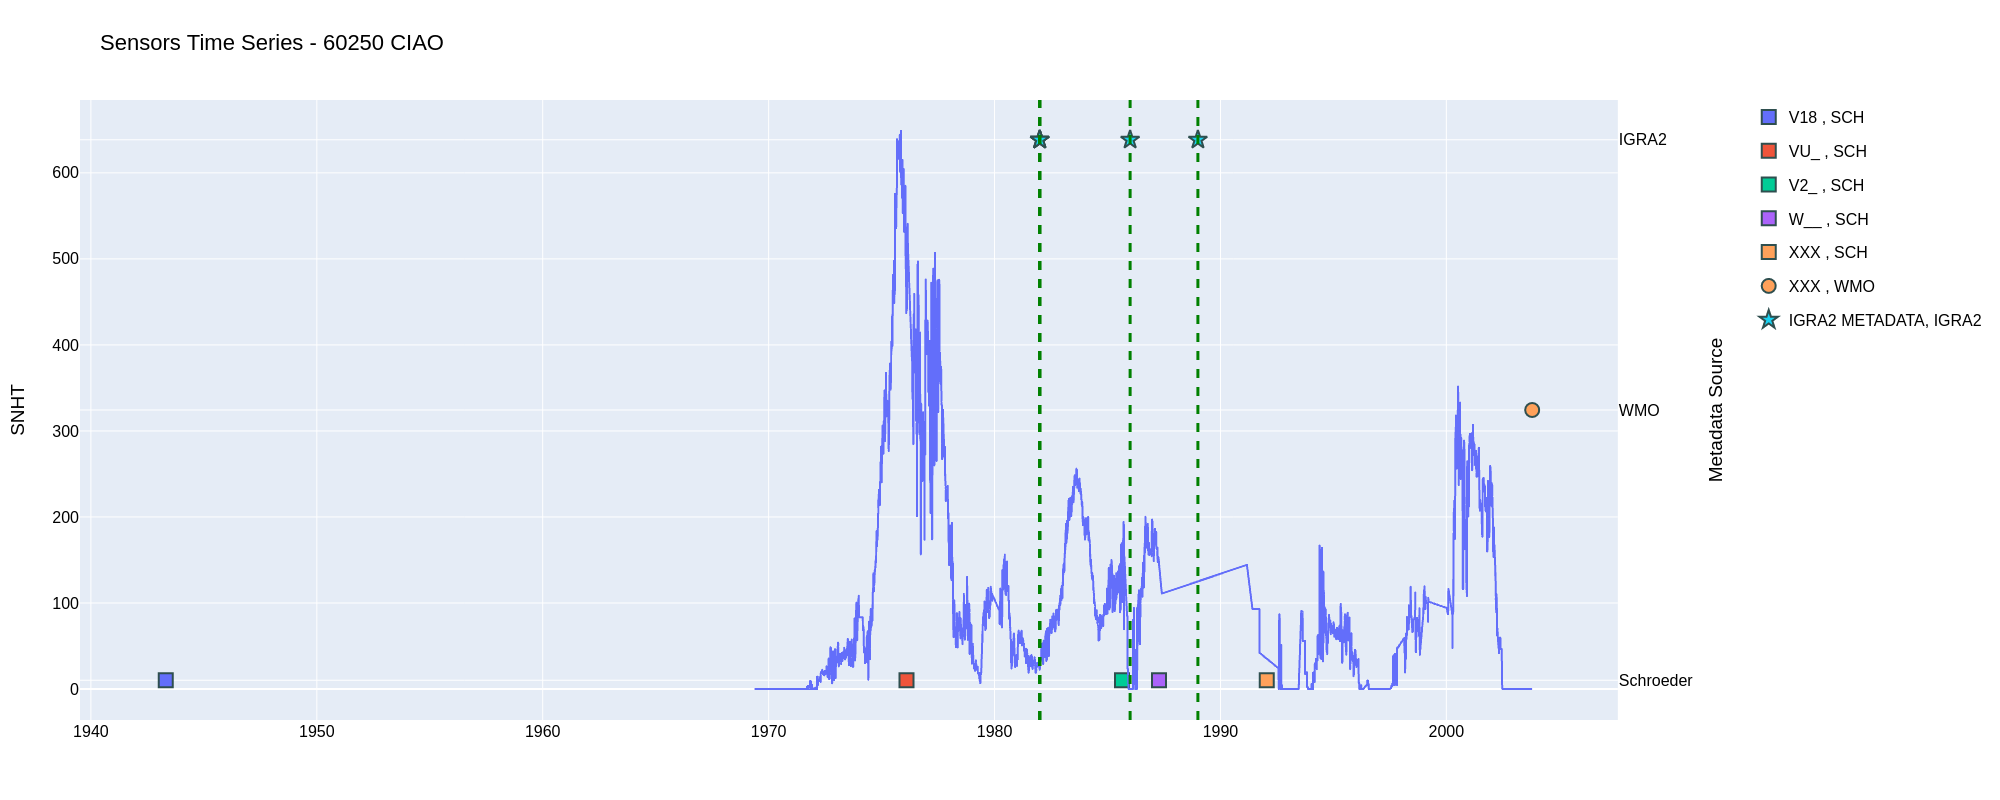 Sensors Time Series - 60250 CIAO
SNHT
600
500
400
300
200
100
0
1940
1950
1960
1970
1980
1990
2000
IGRA2
WMO
Schroeder
Metadata Source
V18 , SCH
VU_ , SCH
V2_ , SCH
W__ , SCH
XXX , SCH
XXX , WMO
IGRA2 METADATA, IGRA2